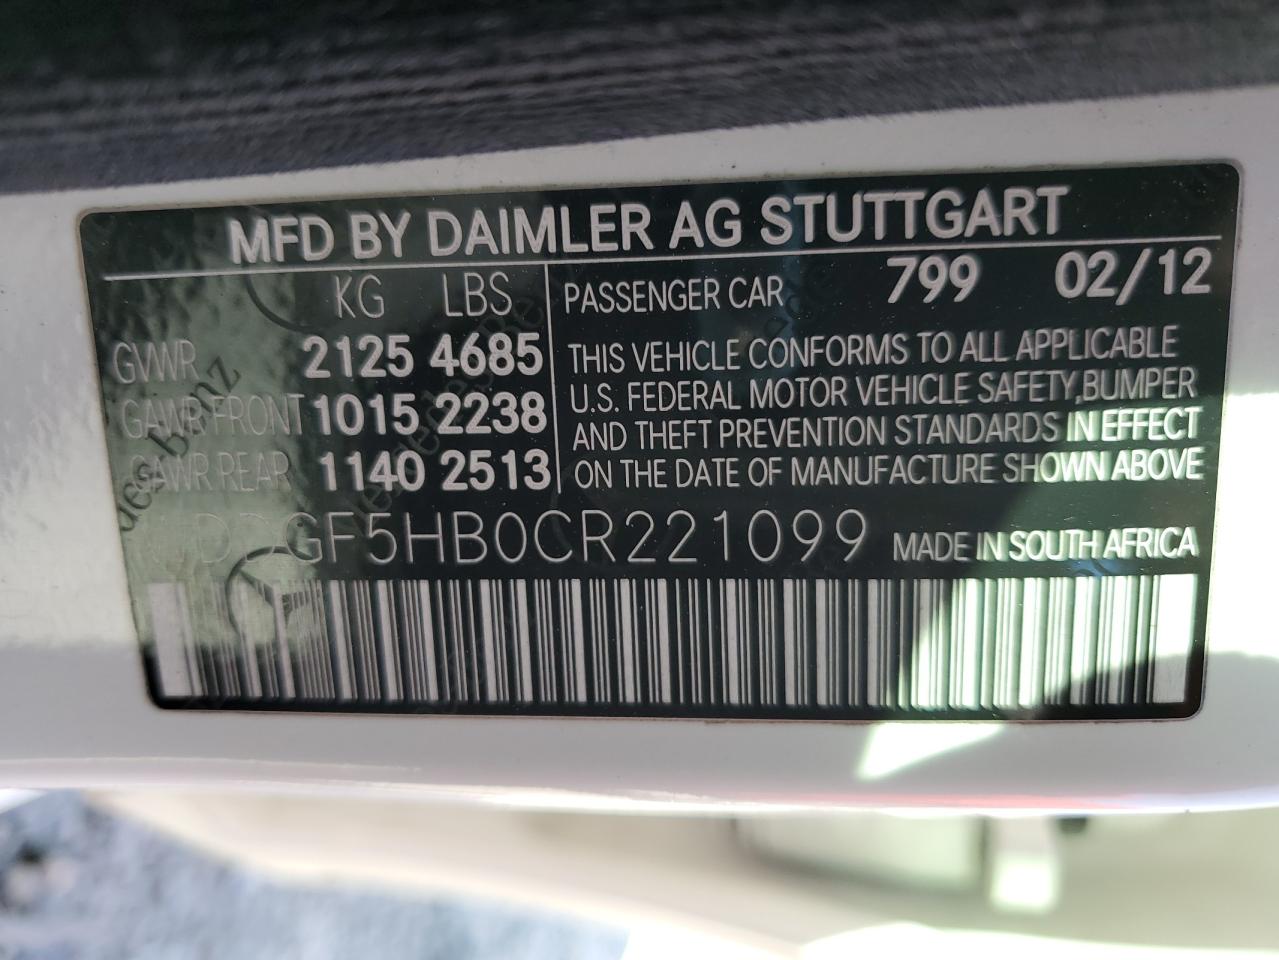 MFD BY DAIMLER AG STUTTGART
KG LBS
GVWR 2125 4685
GAWR FRONT 1015 2238
GAWR REAR 1140 2513
PASSENGER CAR 799 02/12
THIS VEHICLE CONFORMS TO ALL APPLICABLE
U.S. FEDERAL MOTOR VEHICLE SAFETY, BUMPER
AND THEFT PREVENTION STANDARDS IN EFFECT
ON THE DATE OF MANUFACTURE SHOWN ABOVE
WDDGF5HB0CR221099 MADE IN SOUTH AFRICA